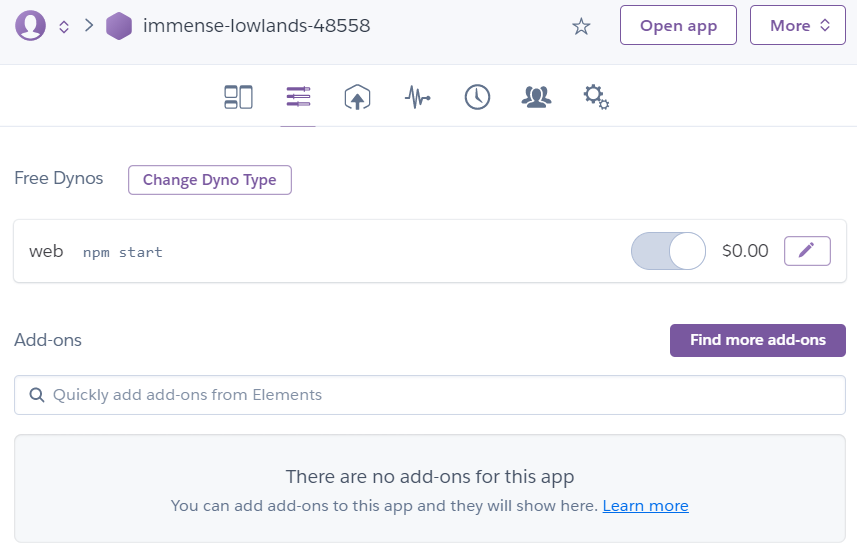 immense-lowlands-48558
Open app
More
Free Dynos
Change Dyno Type
web npm start $0.00
Add-ons
Find more add-ons
Quickly add add-ons from Elements
There are no add-ons for this app
You can add add-ons to this app and they will show here. Learn more